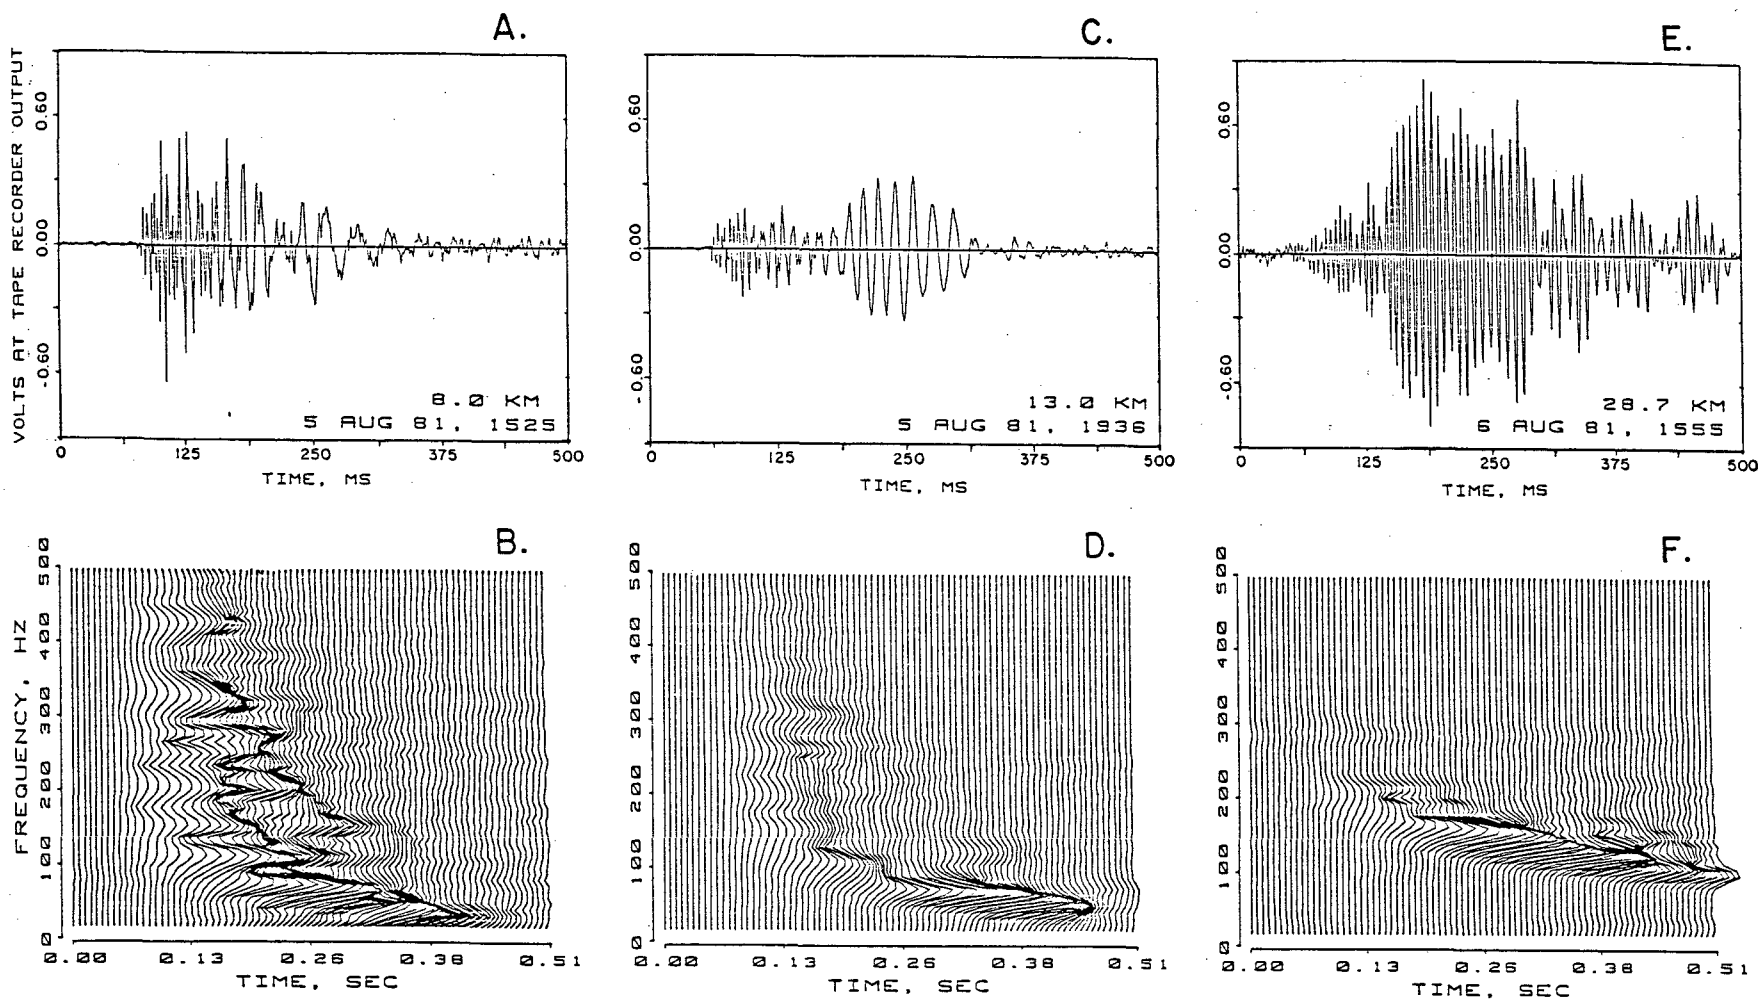 A.
VOLTS AT TAPE RECORDER OUTPUT
0.60
0.00
-0.60
8.0 KM
5 AUG 81, 1525
0 125 250 375 500
TIME, MS
C.
0.60
0.00
-0.60
13.0 KM
5 AUG 81, 1936
0 125 250 375 500
TIME, MS
E.
0.60
0.00
-0.60
28.7 KM
6 AUG 81, 1555
0 125 250 375 500
TIME, MS
B.
FREQUENCY, HZ
500
400
300
200
100
0
0.00 0.13 0.26 0.38 0.51
TIME, SEC
D.
500
400
300
200
100
0
0.00 0.13 0.26 0.38 0.51
TIME, SEC
F.
500
400
300
200
100
0
0.00 0.13 0.26 0.38 0.51
TIME, SEC